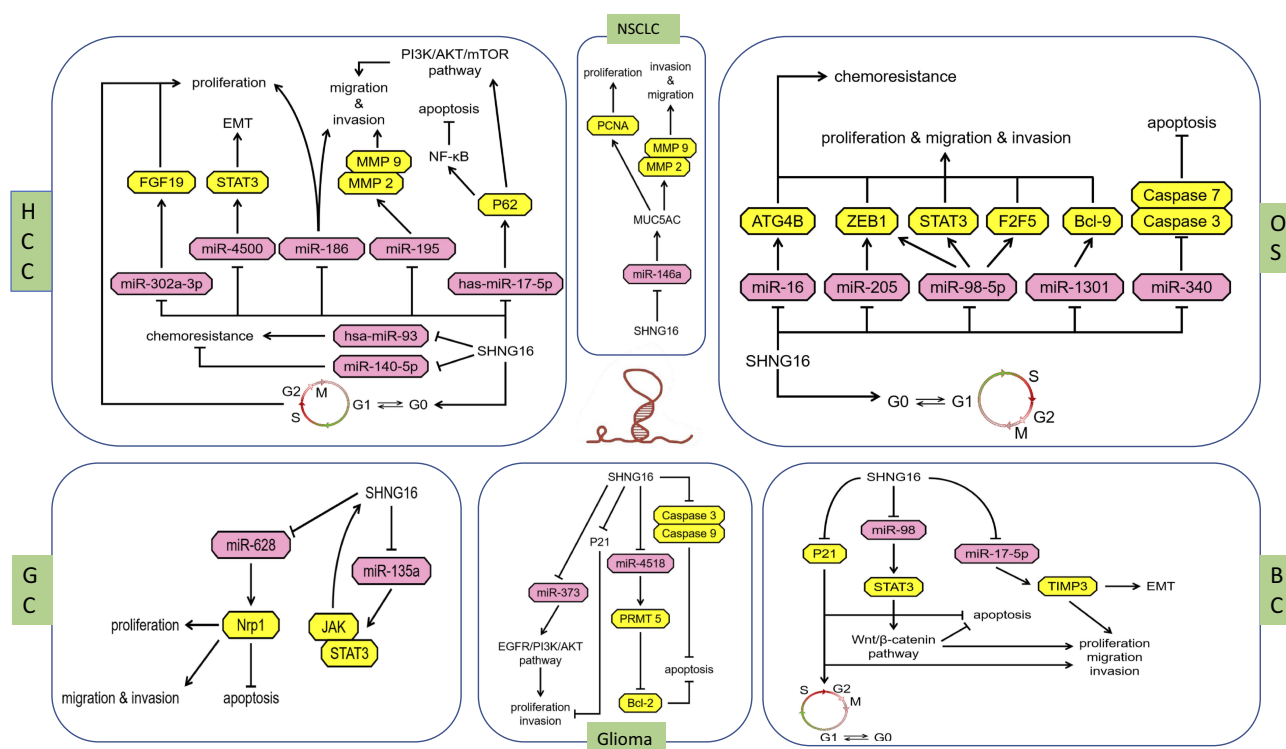 HCC
PI3K/AKT/mTOR
pathway
proliferation
migration
&
invasion
apoptosis
EMT
NF-κB
MMP 9
MMP 2
FGF19
STAT3
P62
miR-4500
miR-186
miR-195
miR-302a-3p
has-miR-17-5p
chemoresistance
hsa-miR-93
SHNG16
miR-140-5p
G2
M
S
G1
G0
NSCLC
proliferation
invasion
&
migration
PCNA
MMP 9
MMP 2
MUC5AC
miR-146a
SHNG16
OS
chemoresistance
proliferation & migration & invasion
apoptosis
Caspase 7
Caspase 3
ATG4B
ZEB1
STAT3
F2F5
Bcl-9
miR-16
miR-205
miR-98-5p
miR-1301
miR-340
SHNG16
G0
G1
S
G2
M
GC
SHNG16
miR-628
miR-135a
Nrp1
JAK
STAT3
proliferation
migration & invasion
apoptosis
SHNG16
Caspase 3
Caspase 9
P21
miR-4518
miR-373
PRMT 5
EGFR/PI3K/AKT
pathway
apoptosis
Bcl-2
proliferation
invasion
Glioma
BC
SHNG16
miR-98
P21
miR-17-5p
STAT3
TIMP3
EMT
apoptosis
Wnt/β-catenin
pathway
proliferation
migration
invasion
S
G2
M
G1
G0